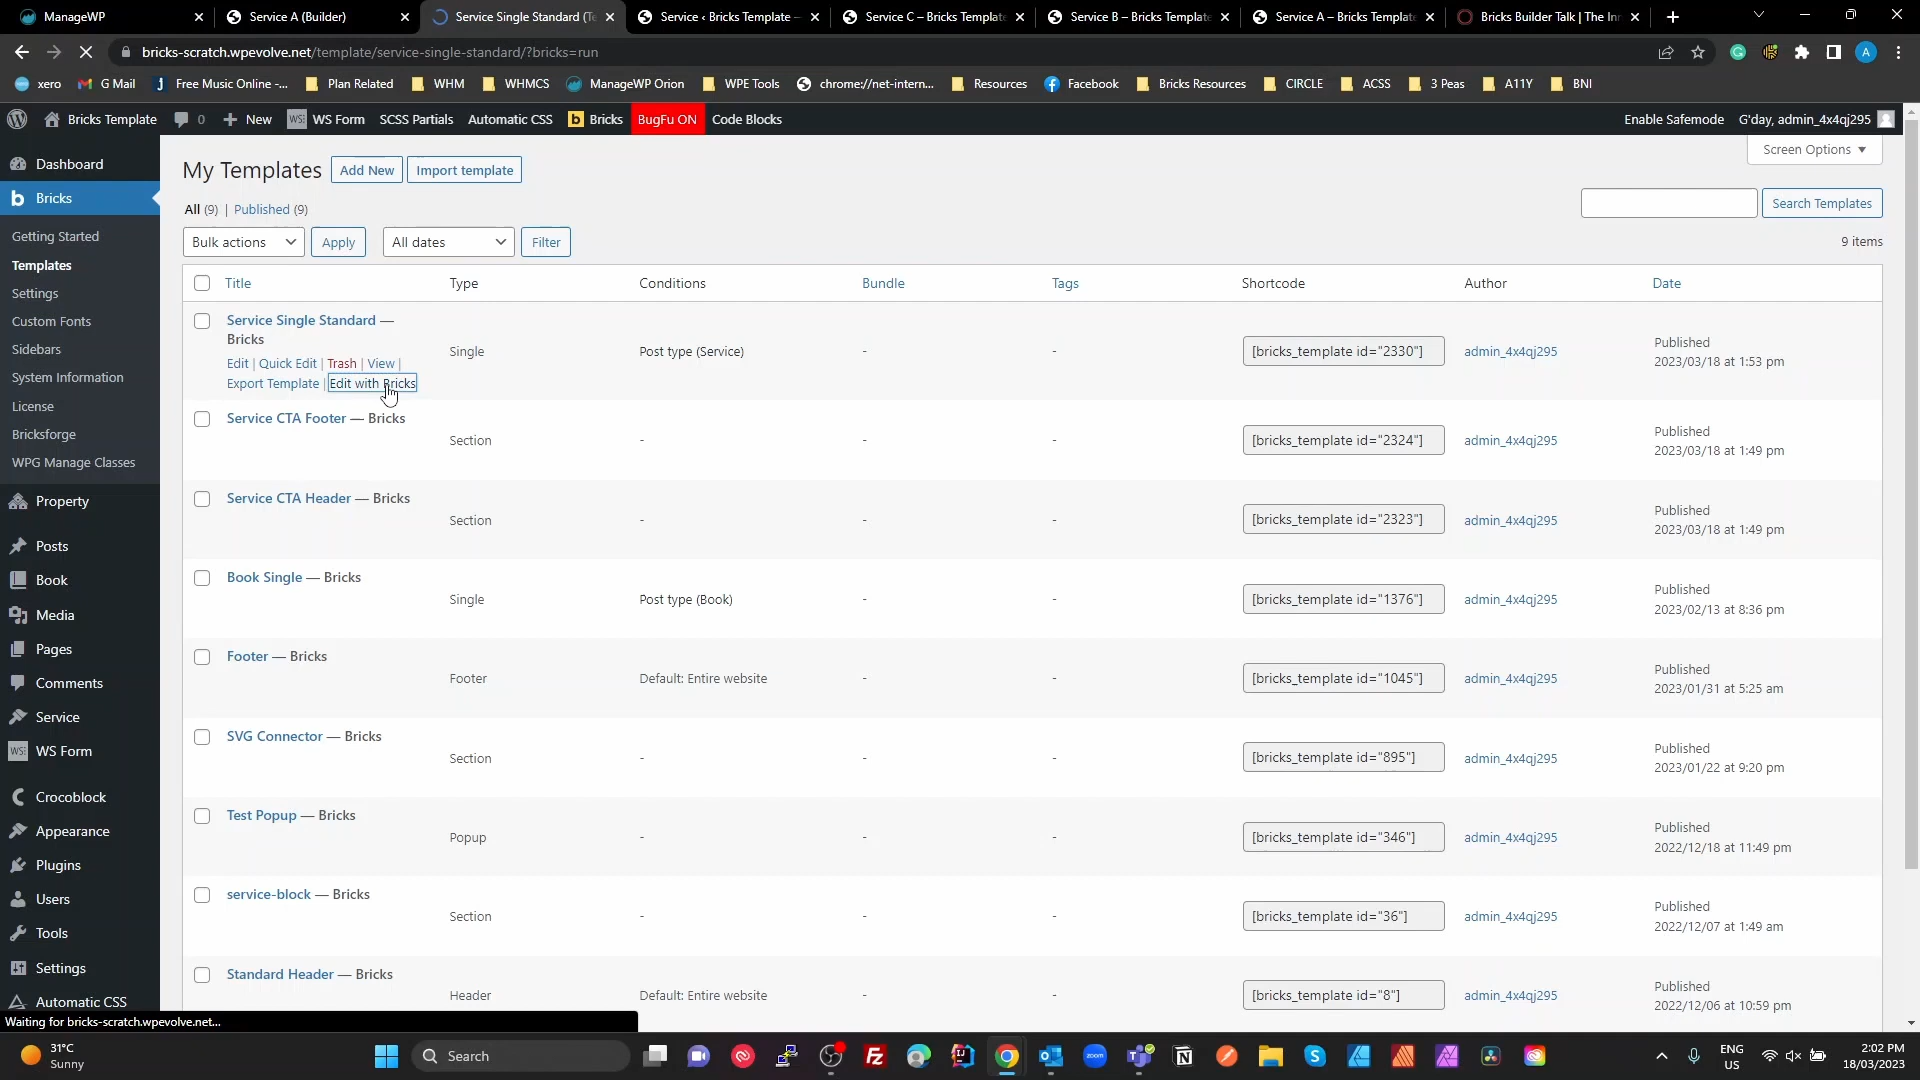 ManageWP
Service A (Builder)
Service Single Standard (Te
Service ‹ Bricks Template –
Service C – Bricks Template
Service B – Bricks Template
Service A – Bricks Template
Bricks Builder Talk | The Inn
bricks-scratch.wpevolve.net/template/service-single-standard/?bricks=run
A
xero
G Mail
Free Music Online -...
Plan Related
WHM
WHMCS
ManageWP Orion
WPE Tools
chrome://net-intern...
Resources
Facebook
Bricks Resources
CIRCLE
ACSS
3 Peas
A11Y
BNI
Bricks Template
0
New
WS Form
SCSS Partials
Automatic CSS
Bricks
BugFu ON
Code Blocks
Enable Safemode
G'day, admin_4x4qj295
Dashboard
Bricks
Getting Started
Templates
Settings
Custom Fonts
Sidebars
System Information
License
Bricksforge
WPG Manage Classes
Property
Posts
Book
Media
Pages
Comments
Service
WS Form
Crocoblock
Appearance
Plugins
Users
Tools
Settings
Automatic CSS
My Templates
Add New
Import template
Screen Options
All (9) | Published (9)
Search Templates
Bulk actions
Apply
All dates
Filter
9 items
Title Type Conditions Bundle Tags Shortcode Author Date
Service Single Standard —
Bricks
Edit | Quick Edit | Trash | View |
Export Template | Edit with Bricks
Single
Post type (Service)
-
-
[bricks_template id="2330"]
admin_4x4qj295
Published
2023/03/18 at 1:53 pm
Service CTA Footer — Bricks
Section
-
-
-
[bricks_template id="2324"]
admin_4x4qj295
Published
2023/03/18 at 1:49 pm
Service CTA Header — Bricks
Section
-
-
-
[bricks_template id="2323"]
admin_4x4qj295
Published
2023/03/18 at 1:49 pm
Book Single — Bricks
Single
Post type (Book)
-
-
[bricks_template id="1376"]
admin_4x4qj295
Published
2023/02/13 at 8:36 pm
Footer — Bricks
Footer
Default: Entire website
-
-
[bricks_template id="1045"]
admin_4x4qj295
Published
2023/01/31 at 5:25 am
SVG Connector — Bricks
Section
-
-
-
[bricks_template id="895"]
admin_4x4qj295
Published
2023/01/22 at 9:20 pm
Test Popup — Bricks
Popup
-
-
-
[bricks_template id="346"]
admin_4x4qj295
Published
2022/12/18 at 11:49 pm
service-block — Bricks
Section
-
-
-
[bricks_template id="36"]
admin_4x4qj295
Published
2022/12/07 at 1:49 am
Standard Header — Bricks
Header
Default: Entire website
-
-
[bricks_template id="8"]
admin_4x4qj295
Published
2022/12/06 at 10:59 pm
Waiting for bricks-scratch.wpevolve.net...
31°C
Sunny
Search
zoom
ENG
US
2:02 PM
18/03/2023